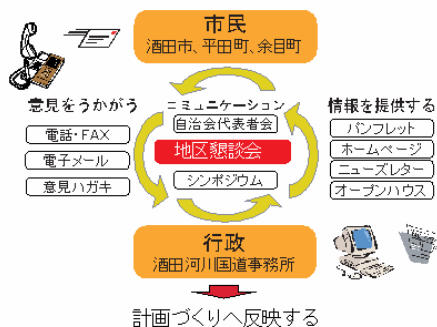 市民
酒田市、平田町、余目町
意見をうかがう
電話・FAX
電子メール
意見ハガキ
コミュニケーション
自治会代表者会
地区懇談会
シンポジウム
情報を提供する
パンフレット
ホームページ
ニューズレター
オープンハウス
行政
酒田河川国道事務所
計画づくりへ反映する